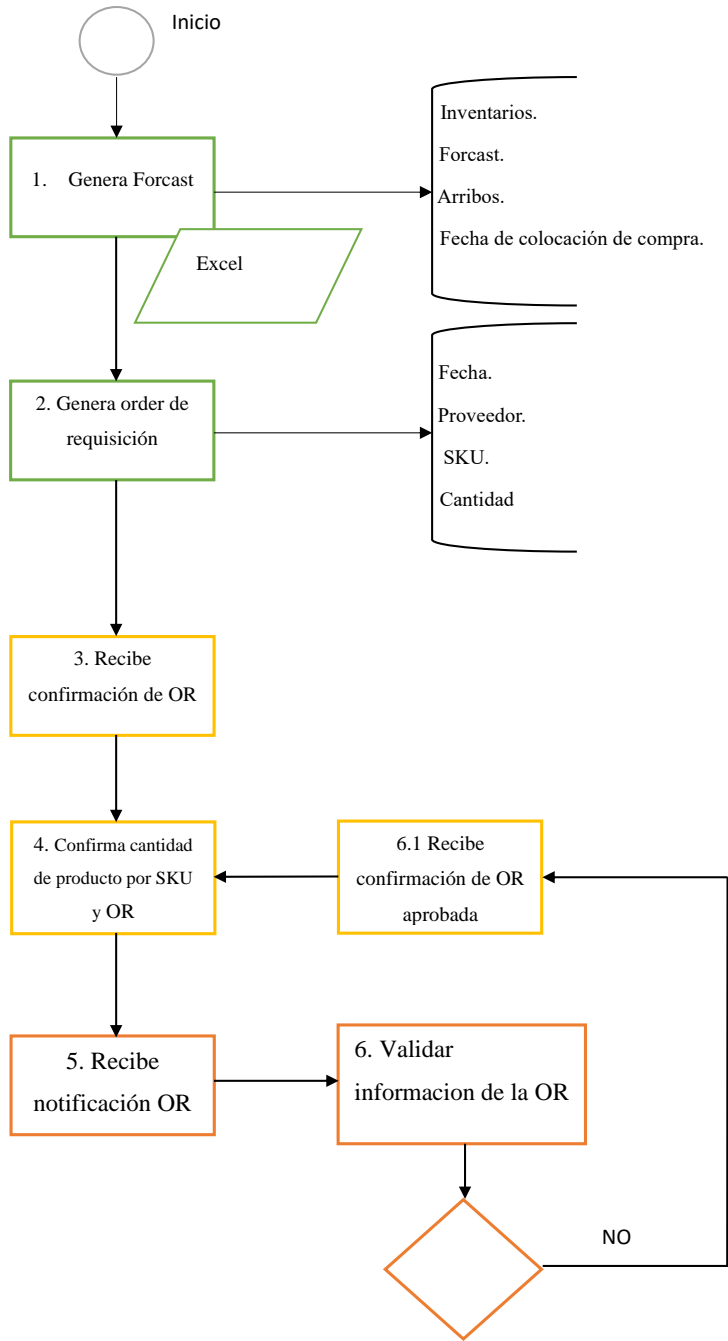 Inicio
1. Genera Forcast
Inventarios.
Forcast.
Arribos.
Fecha de colocación de compra.
Excel
2. Genera order de
requisición
Fecha.
Proveedor.
SKU.
Cantidad
3. Recibe
confirmación de OR
4. Confirma cantidad
de producto por SKU
y OR
6.1 Recibe
confirmación de OR
aprobada
5. Recibe
notificación OR
6. Validar
informacion de la OR
NO